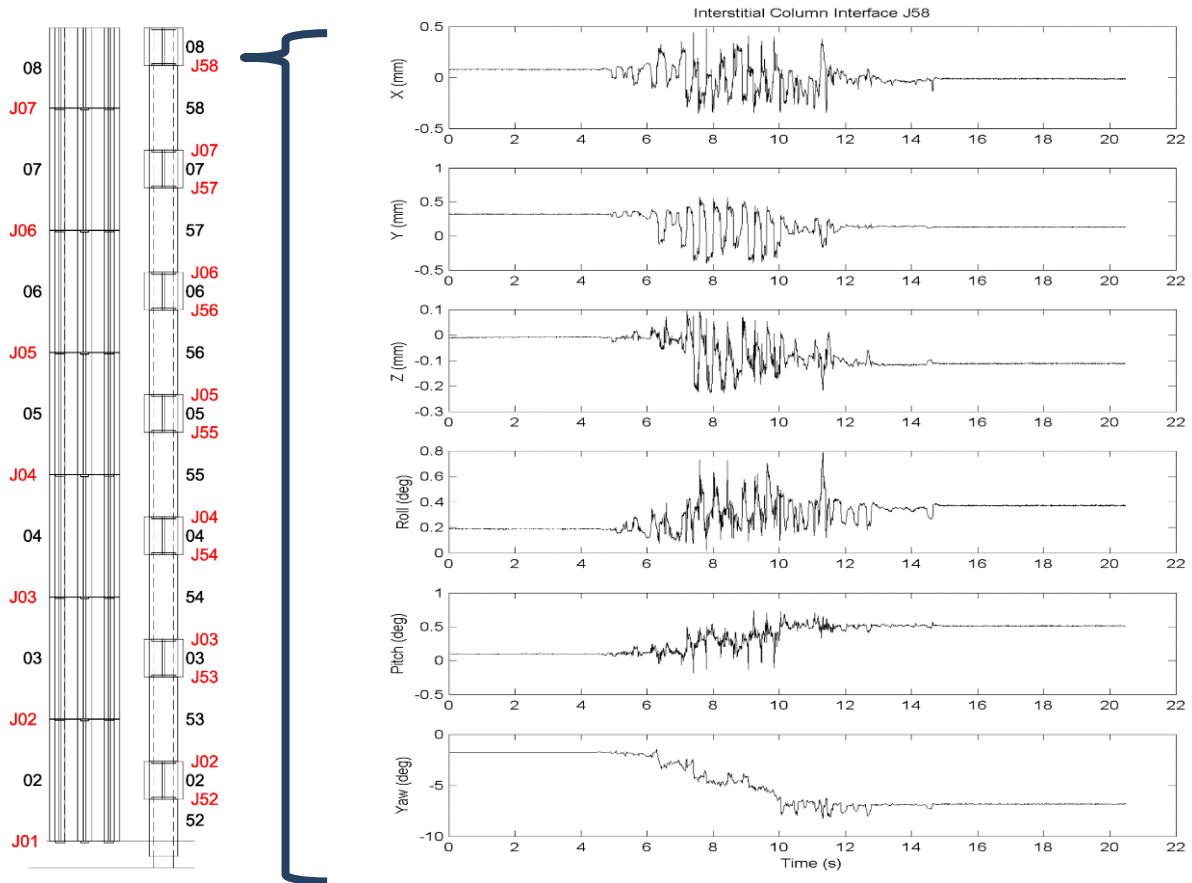 08
J07
07
J06
06
J05
05
J04
04
J03
03
J02
02
J01
08
J58
58
J07
07
J57
57
J06
06
J56
56
J05
05
J55
55
J04
04
J54
54
J03
03
J53
53
J02
02
J52
52
Interstitial Column Interface J58
X (mm)
0.5
0
-0.5
0 2 4 6 8 10 12 14 16 18 20 22
Y (mm)
1
0.5
0
-0.5
0 2 4 6 8 10 12 14 16 18 20 22
Z (mm)
0.1
0
-0.1
-0.2
-0.3
0 2 4 6 8 10 12 14 16 18 20 22
Roll (deg)
0.8
0.6
0.4
0.2
0
0 2 4 6 8 10 12 14 16 18 20 22
Pitch (deg)
1
0.5
0
-0.5
0 2 4 6 8 10 12 14 16 18 20 22
Yaw (deg)
0
-5
-10
0 2 4 6 8 10 12 14 16 18 20 22
Time (s)